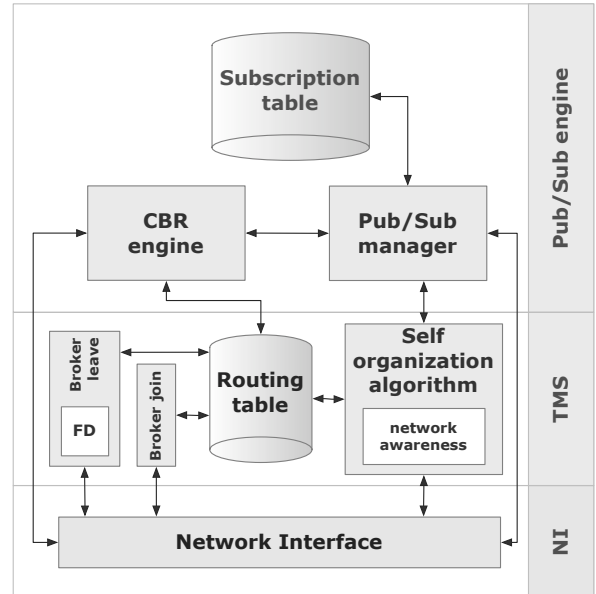 Subscription
table
Pub/Sub engine
CBR
engine
Pub/Sub
manager
Broker
leave
FD
Broker join
Routing
table
Self
organization
algorithm
network
awareness
TMS
Network Interface
NI